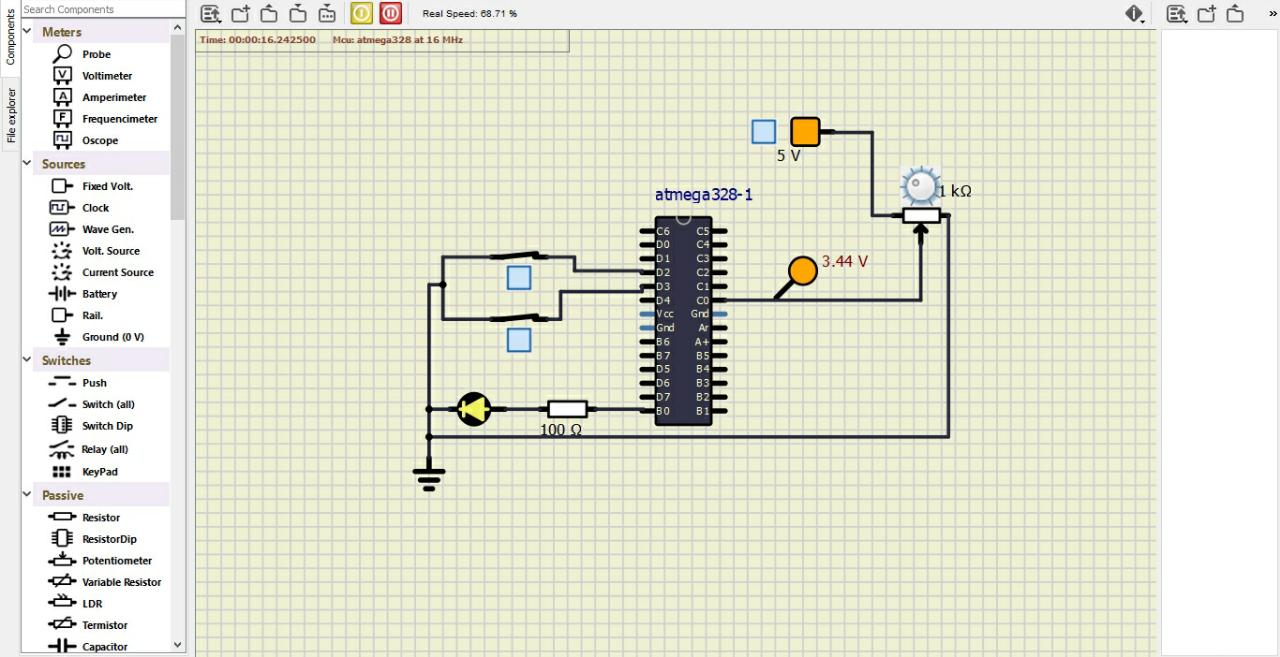 Search Components
Components
File explorer
Meters
Probe
Voltimeter
Amperimeter
Frequencimeter
Oscope
Sources
Fixed Volt.
Clock
Wave Gen.
Volt. Source
Current Source
Battery
Rail.
Ground (0 V)
Switches
Push
Switch (all)
Switch Dip
Relay (all)
KeyPad
Passive
Resistor
ResistorDip
Potentiometer
Variable Resistor
LDR
Termistor
Capacitor
Real Speed: 68.71 %
»
Time: 00:00:16.242500 Mcu: atmega328 at 16 MHz
5 V
1 kΩ
atmega328-1
3.44 V
C6 C5
D0 C4
D1 C3
D2 C2
D3 C1
D4 C0
Vcc Gnd
Gnd Ar
B6 A+
B7 B5
D5 B4
D6 B3
D7 B2
B0 B1
100 Ω